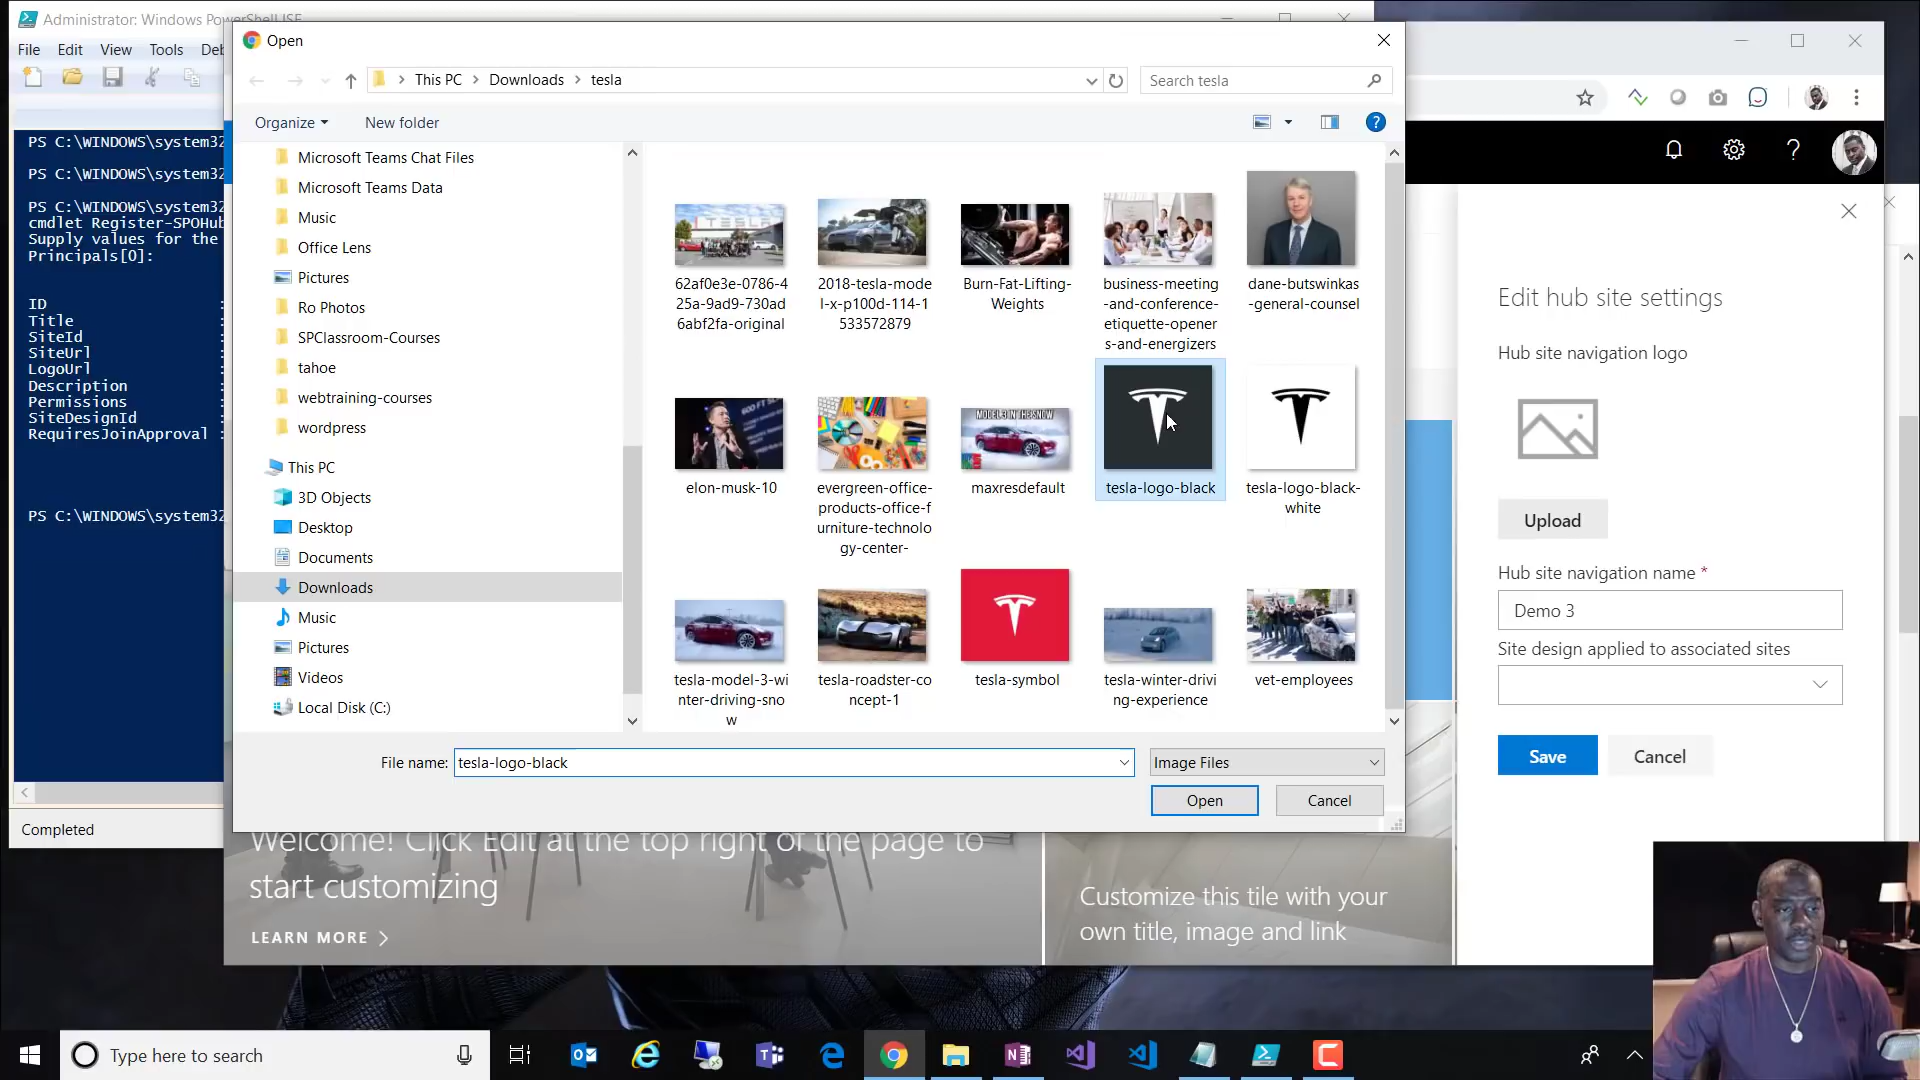 Administrator: Windows PowerShell ISE
File Edit View Tools Deb
PS C:\WINDOWS\system32
PS C:\WINDOWS\system32
PS C:\WINDOWS\system32
cmdlet Register-SPOHub
Supply values for the
Principals[0]:
ID :
Title :
SiteId :
SiteUrl :
LogoUrl :
Description :
Permissions :
SiteDesignId :
RequiresJoinApproval :
PS C:\WINDOWS\system32
Completed
Open
This PC > Downloads > tesla
Search tesla
Organize New folder
Microsoft Teams Chat Files
Microsoft Teams Data
Music
Office Lens
Pictures
Ro Photos
SPClassroom-Courses
tahoe
webtraining-courses
wordpress
This PC
3D Objects
Desktop
Documents
Downloads
Music
Pictures
Videos
Local Disk (C:)
TESLA
62af0e3e-0786-4
25a-9ad9-730ad
6abf2fa-original
2018-tesla-mode
l-x-p100d-114-1
533572879
Burn-Fat-Lifting-
Weights
business-meeting
-and-conference-
etiquette-opener
s-and-energizers
dane-butswinkas
-general-counsel
600 FT
elon-musk-10
evergreen-office-
products-office-f
urniture-technolo
gy-center-
MODEL 3 IN THE SNOW
maxresdefault
tesla-logo-black
tesla-logo-black-
white
tesla-model-3-wi
nter-driving-sno
w
tesla-roadster-co
ncept-1
tesla-symbol
tesla-winter-drivi
ng-experience
vet-employees
File name: tesla-logo-black
Image Files
Open Cancel
Edit hub site settings
Hub site navigation logo
Upload
Hub site navigation name *
Demo 3
Site design applied to associated sites
Save Cancel
Welcome! Click Edit at the top right of the page to
start customizing
LEARN MORE
Customize this tile with your
own title, image and link
Type here to search